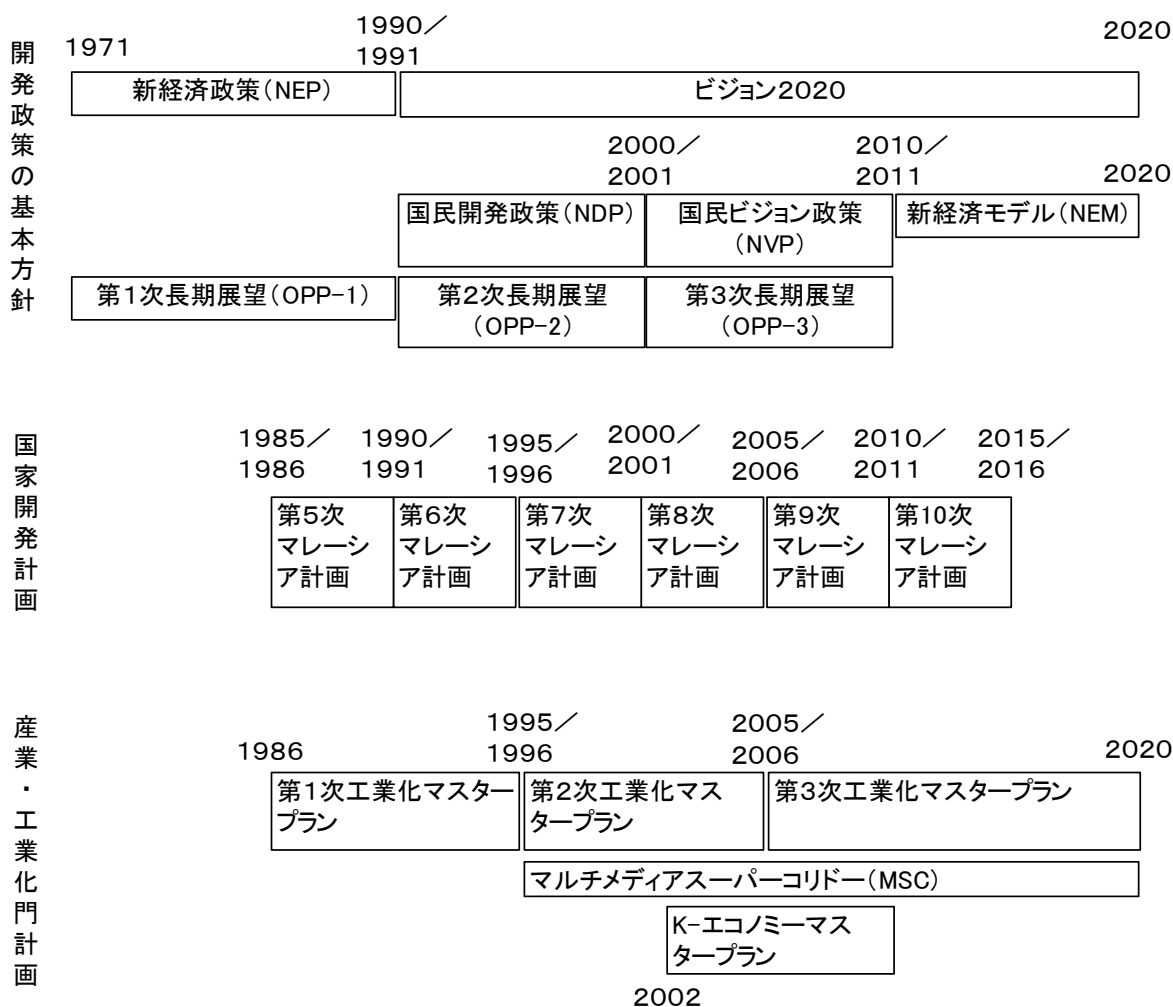 開発政策の基本方針
1971
1990／
1991
2020
新経済政策（NEP）
ビジョン2020
2000／
2001
2010／
2011
2020
国民開発政策（NDP）
国民ビジョン政策
（NVP）
新経済モデル（NEM）
第１次長期展望（OPP-1）
第２次長期展望
（OPP-2）
第３次長期展望
（OPP-3）
国家開発計画
1985／
1986
1990／
1991
1995／
1996
2000／
2001
2005／
2006
2010／
2011
2015／
2016
第5次
マレーシ
ア計画
第6次
マレーシ
ア計画
第7次
マレーシ
ア計画
第8次
マレーシ
ア計画
第9次
マレーシ
ア計画
第10次
マレーシ
ア計画
産業・工業化門計画
1986
1995／
1996
2005／
2006
2020
第1次工業化マスター
プラン
第2次工業化マス
タープラン
第3次工業化マスタープラン
マルチメディアスーパーコリドー（MSC）
K-エコノミーマス
タープラン
2002